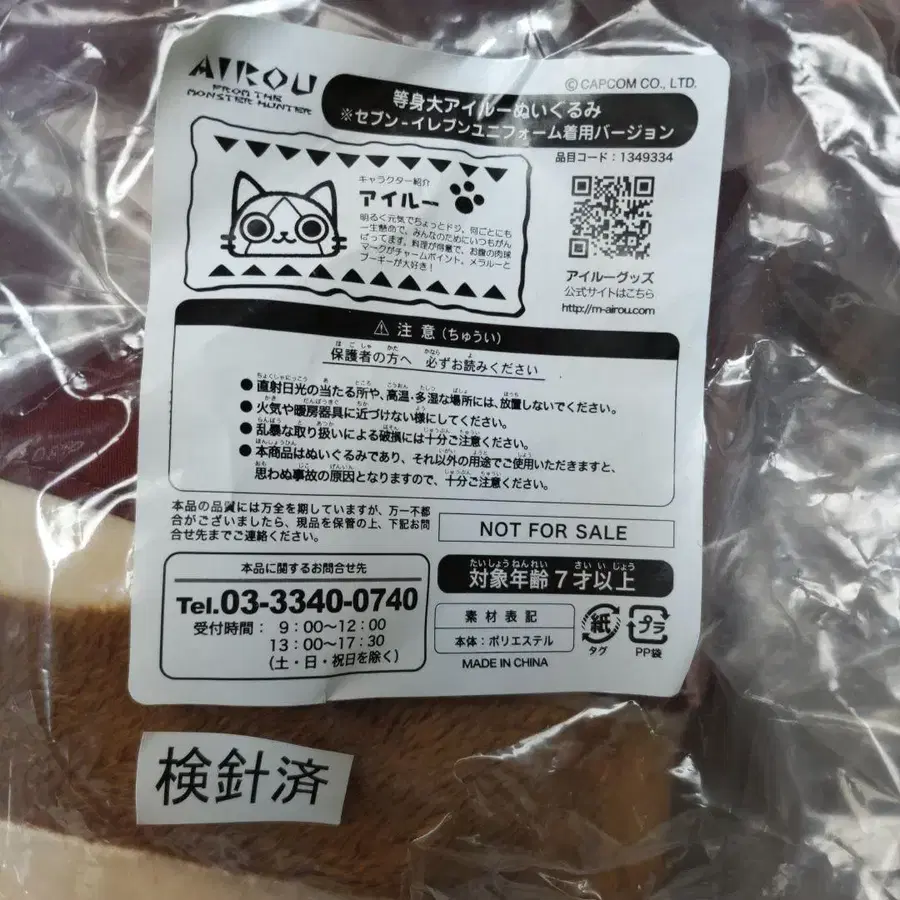 AIROU
FROM THE
MONSTER HUNTER
© CAPCOM CO., LTD.
等身大アイルーぬいぐるみ
※セブン-イレブンユニフォーム着用バージョン
品目コード：1349334
キャラクター紹介
アイルー
明るく元気でちょっとドジ。何ごとにも
一生懸命で、みんなのためにいつもがん
ばってます。料理が得意で、お腹の肉球
マークがチャームポイント。メラルーと
プーギーが大好き！
アイルーグッズ
公式サイトはこちら
http://m-airou.com
⚠ 注意（ちゅうい）
保護者の方へ 必ずお読みください
●直射日光の当たる所や、高温・多湿な場所には、放置しないでください。
●火気や暖房器具に近づけない様にしてください。
●乱暴な取り扱いによる破損には十分ご注意ください。
●本商品はぬいぐるみであり、それ以外の用途でご使用いただきますと、
思わぬ事故の原因となりますので、十分ご注意ください。
本品の品質には万全を期していますが、万一不都
合がございましたら、現品を保管の上、下記お問
合せ先までご連絡ください。
NOT FOR SALE
本品に関するお問合せ先
Tel.03-3340-0740
受付時間： 9：00〜12：00
13：00〜17：30
（土・日・祝日を除く）
たいしょうねんれい さいいじょう
対象年齢7才以上
素材表記
本体：ポリエステル
MADE IN CHINA
紙
タグ
プラ
PP袋
検針済